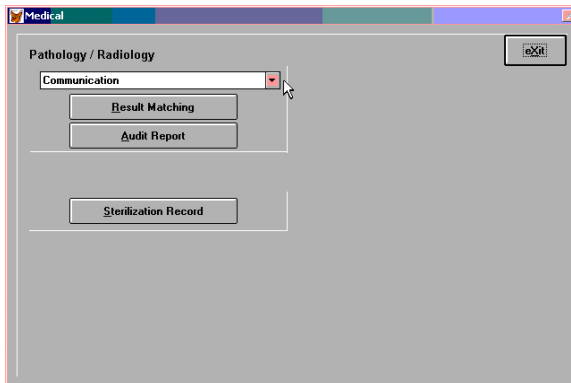 Medical
eXit
Pathology / Radiology
Communication
Result Matching
Audit Report
Sterilization Record